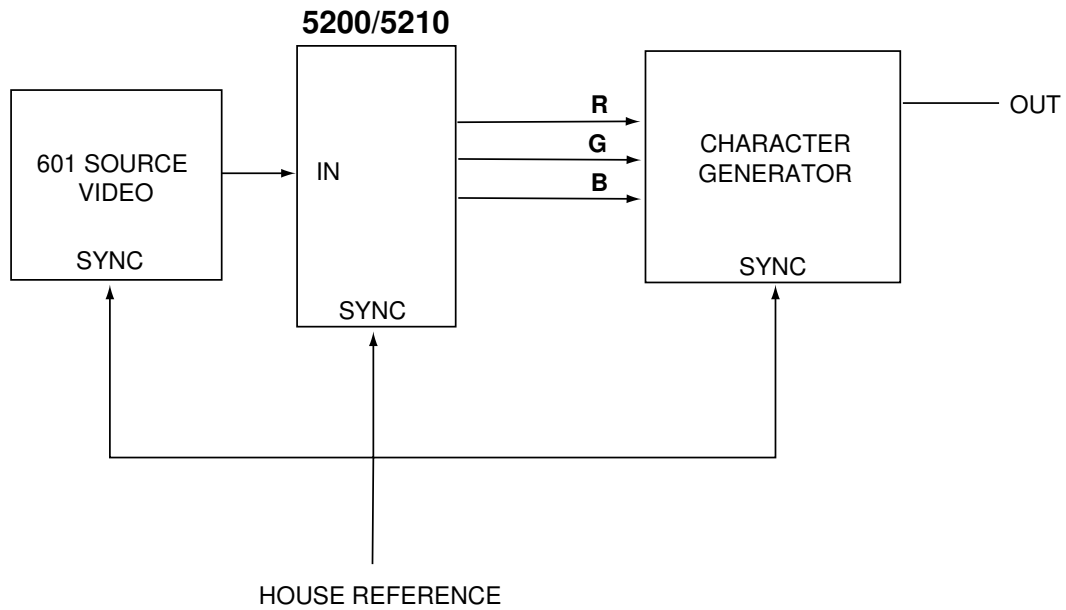 5200/5210
601 SOURCE
VIDEO
SYNC
IN
SYNC
R
G
B
CHARACTER
GENERATOR
SYNC
OUT
HOUSE REFERENCE